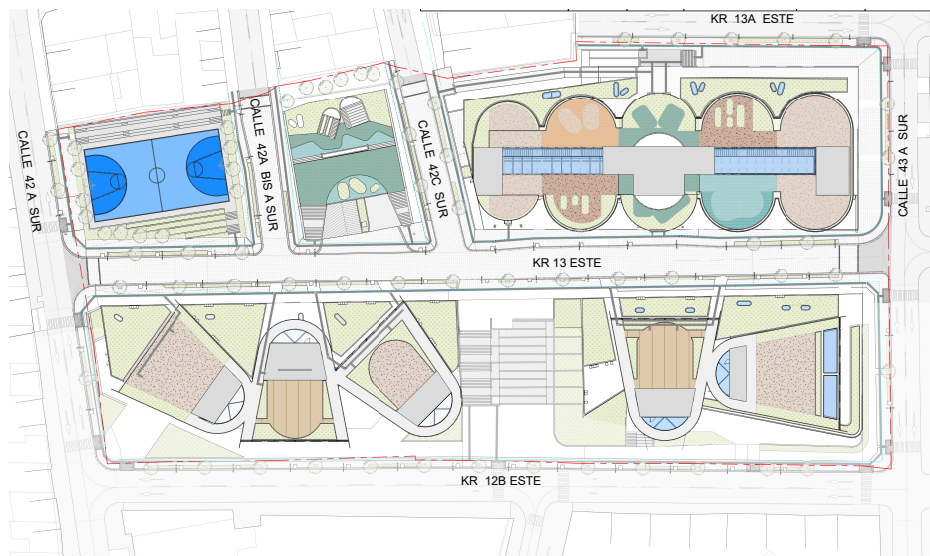 KR 13A ESTE
CALLE 42 A SUR
CALLE 42A BIS A SUR
CALLE 42C SUR
CALLE 43 A SUR
KR 13 ESTE
KR 12B ESTE